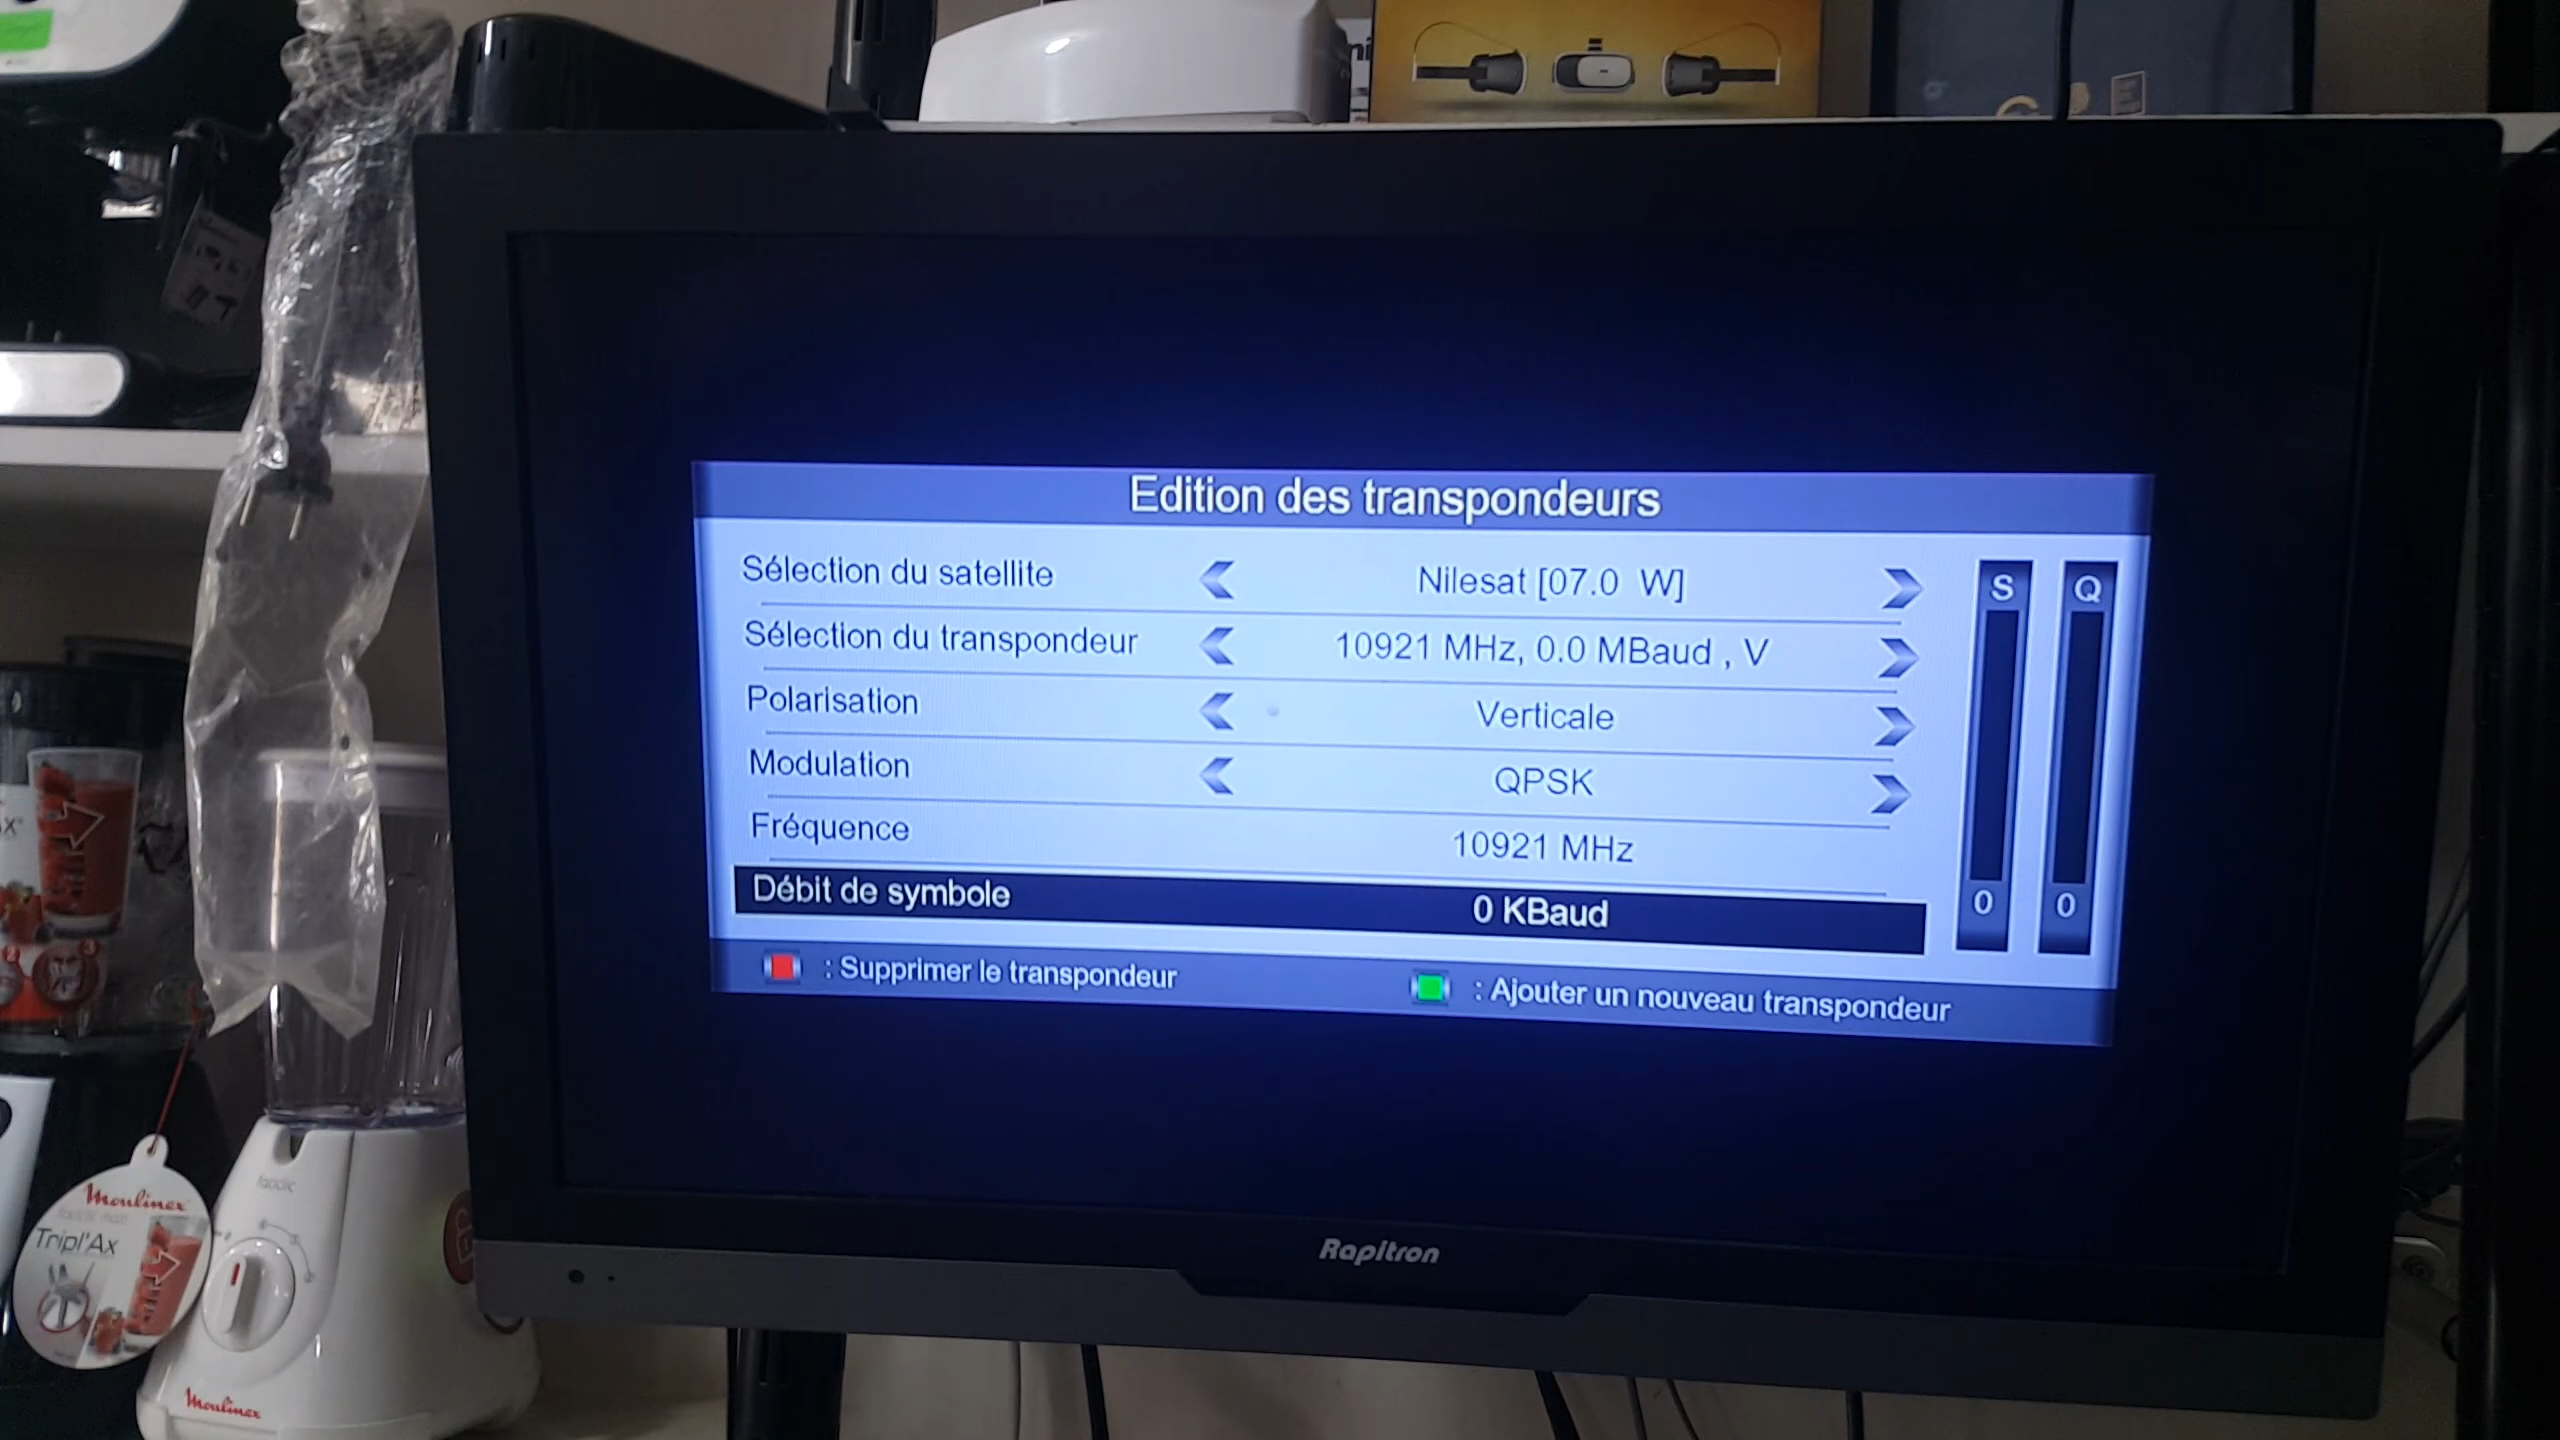 Edition des transpondeurs
Sélection du satellite Nilesat [07.0 W]
Sélection du transpondeur 10921 MHz, 0.0 MBaud , V
Polarisation Verticale
Modulation QPSK
Fréquence 10921 MHz
Débit de symbole 0 KBaud
S Q
0 0
: Supprimer le transpondeur : Ajouter un nouveau transpondeur
Rapitron
Moulinex
Tripl'Ax
faciclic
Moulinex